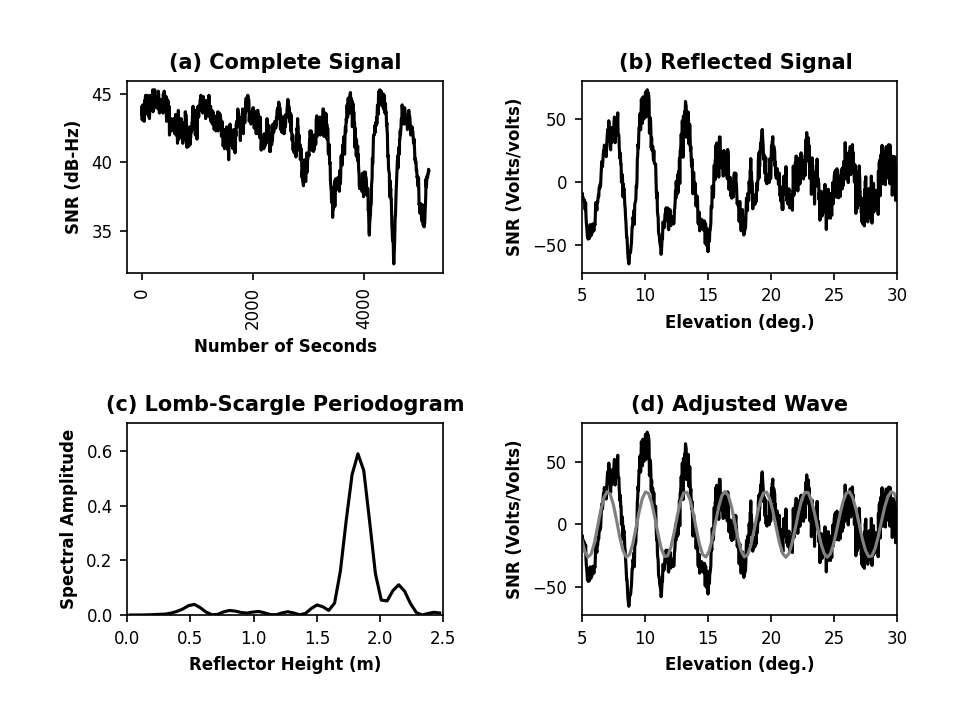 (a) Complete Signal
SNR (dB-Hz)
45
40
35
0
2000
4000
Number of Seconds
(b) Reflected Signal
SNR (Volts/volts)
50
0
−50
5 10 15 20 25 30
Elevation (deg.)
(c) Lomb-Scargle Periodogram
Spectral Amplitude
0.6
0.4
0.2
0.0
0.0 0.5 1.0 1.5 2.0 2.5
Reflector Height (m)
(d) Adjusted Wave
SNR (Volts/Volts)
50
0
−50
5 10 15 20 25 30
Elevation (deg.)